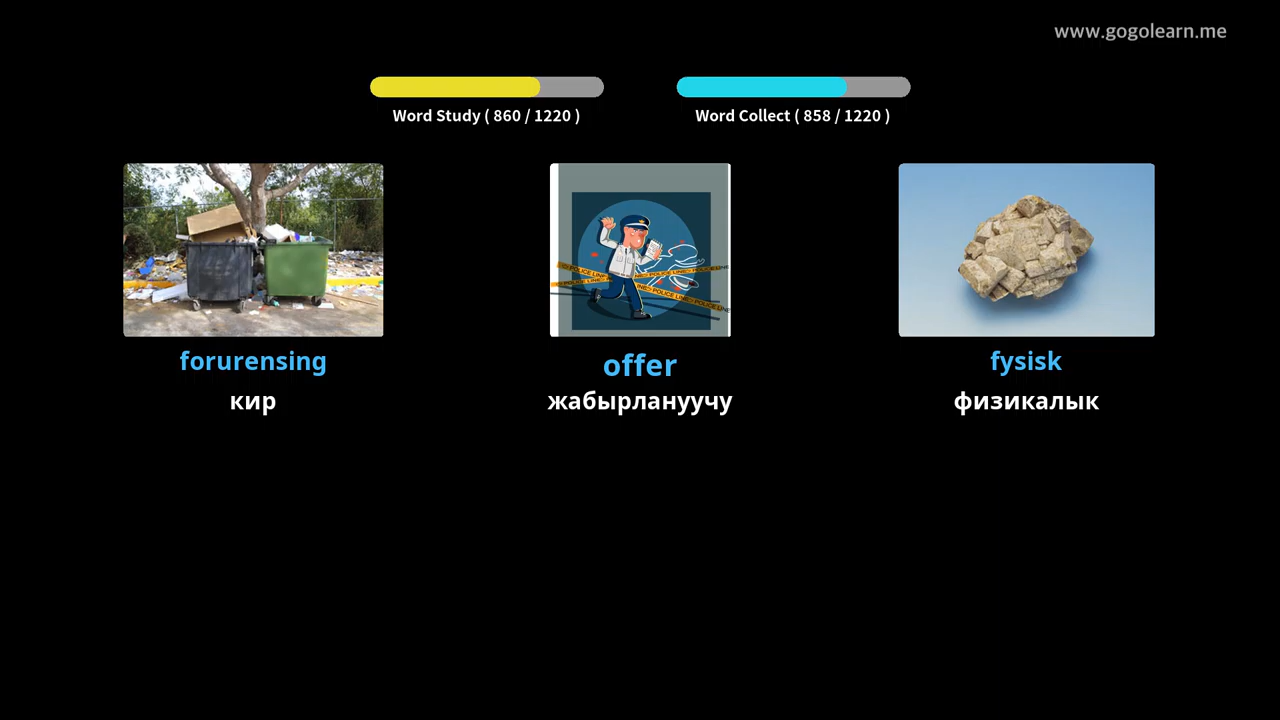 www.gogolearn.me
Word Study ( 860 / 1220 )
Word Collect ( 858 / 1220 )
forurensing
offer
fysisk
кир
жабырлануучу
физикалык